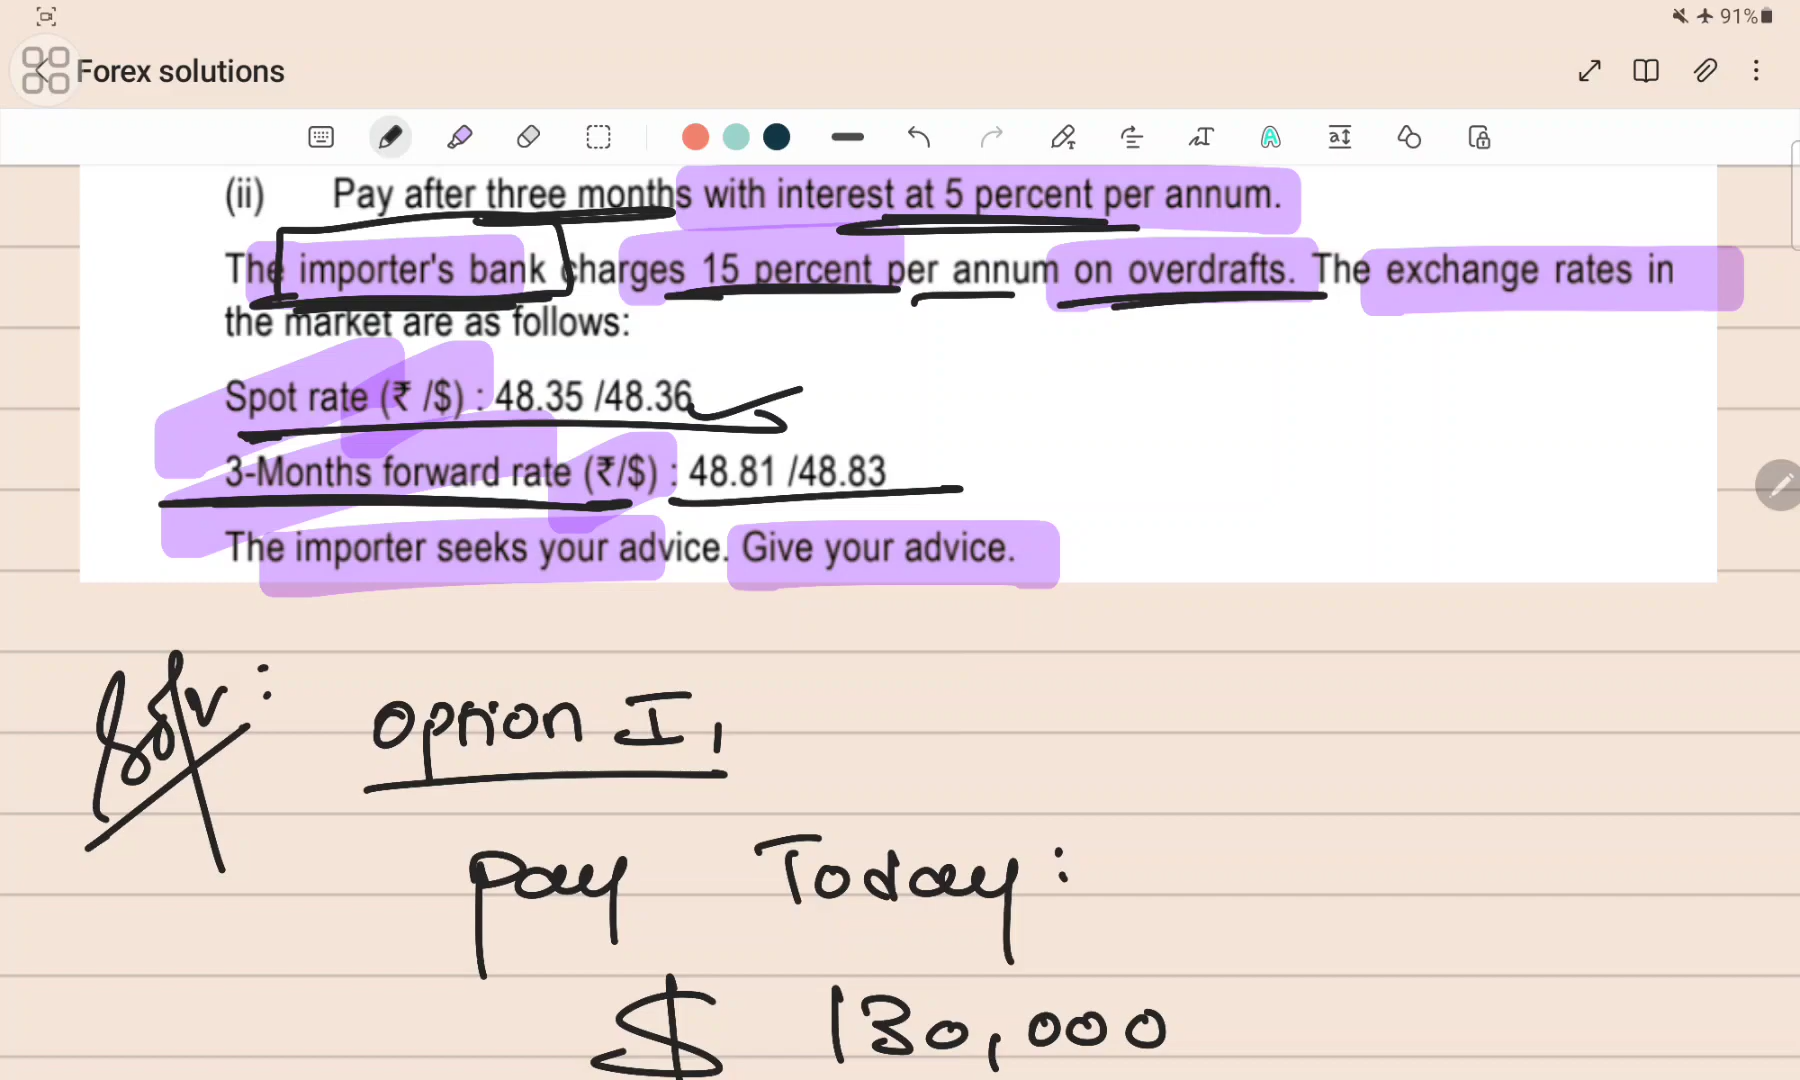 91%
Forex solutions
(ii) Pay after three months with interest at 5 percent per annum.
The importer's bank charges 15 percent per annum on overdrafts. The exchange rates in
the market are as follows:
Spot rate (₹ /$) : 48.35 /48.36
3-Months forward rate (₹/$) : 48.81 /48.83
The importer seeks your advice. Give your advice.
Soln:
Option I,
Pay Today:
$ 130,000